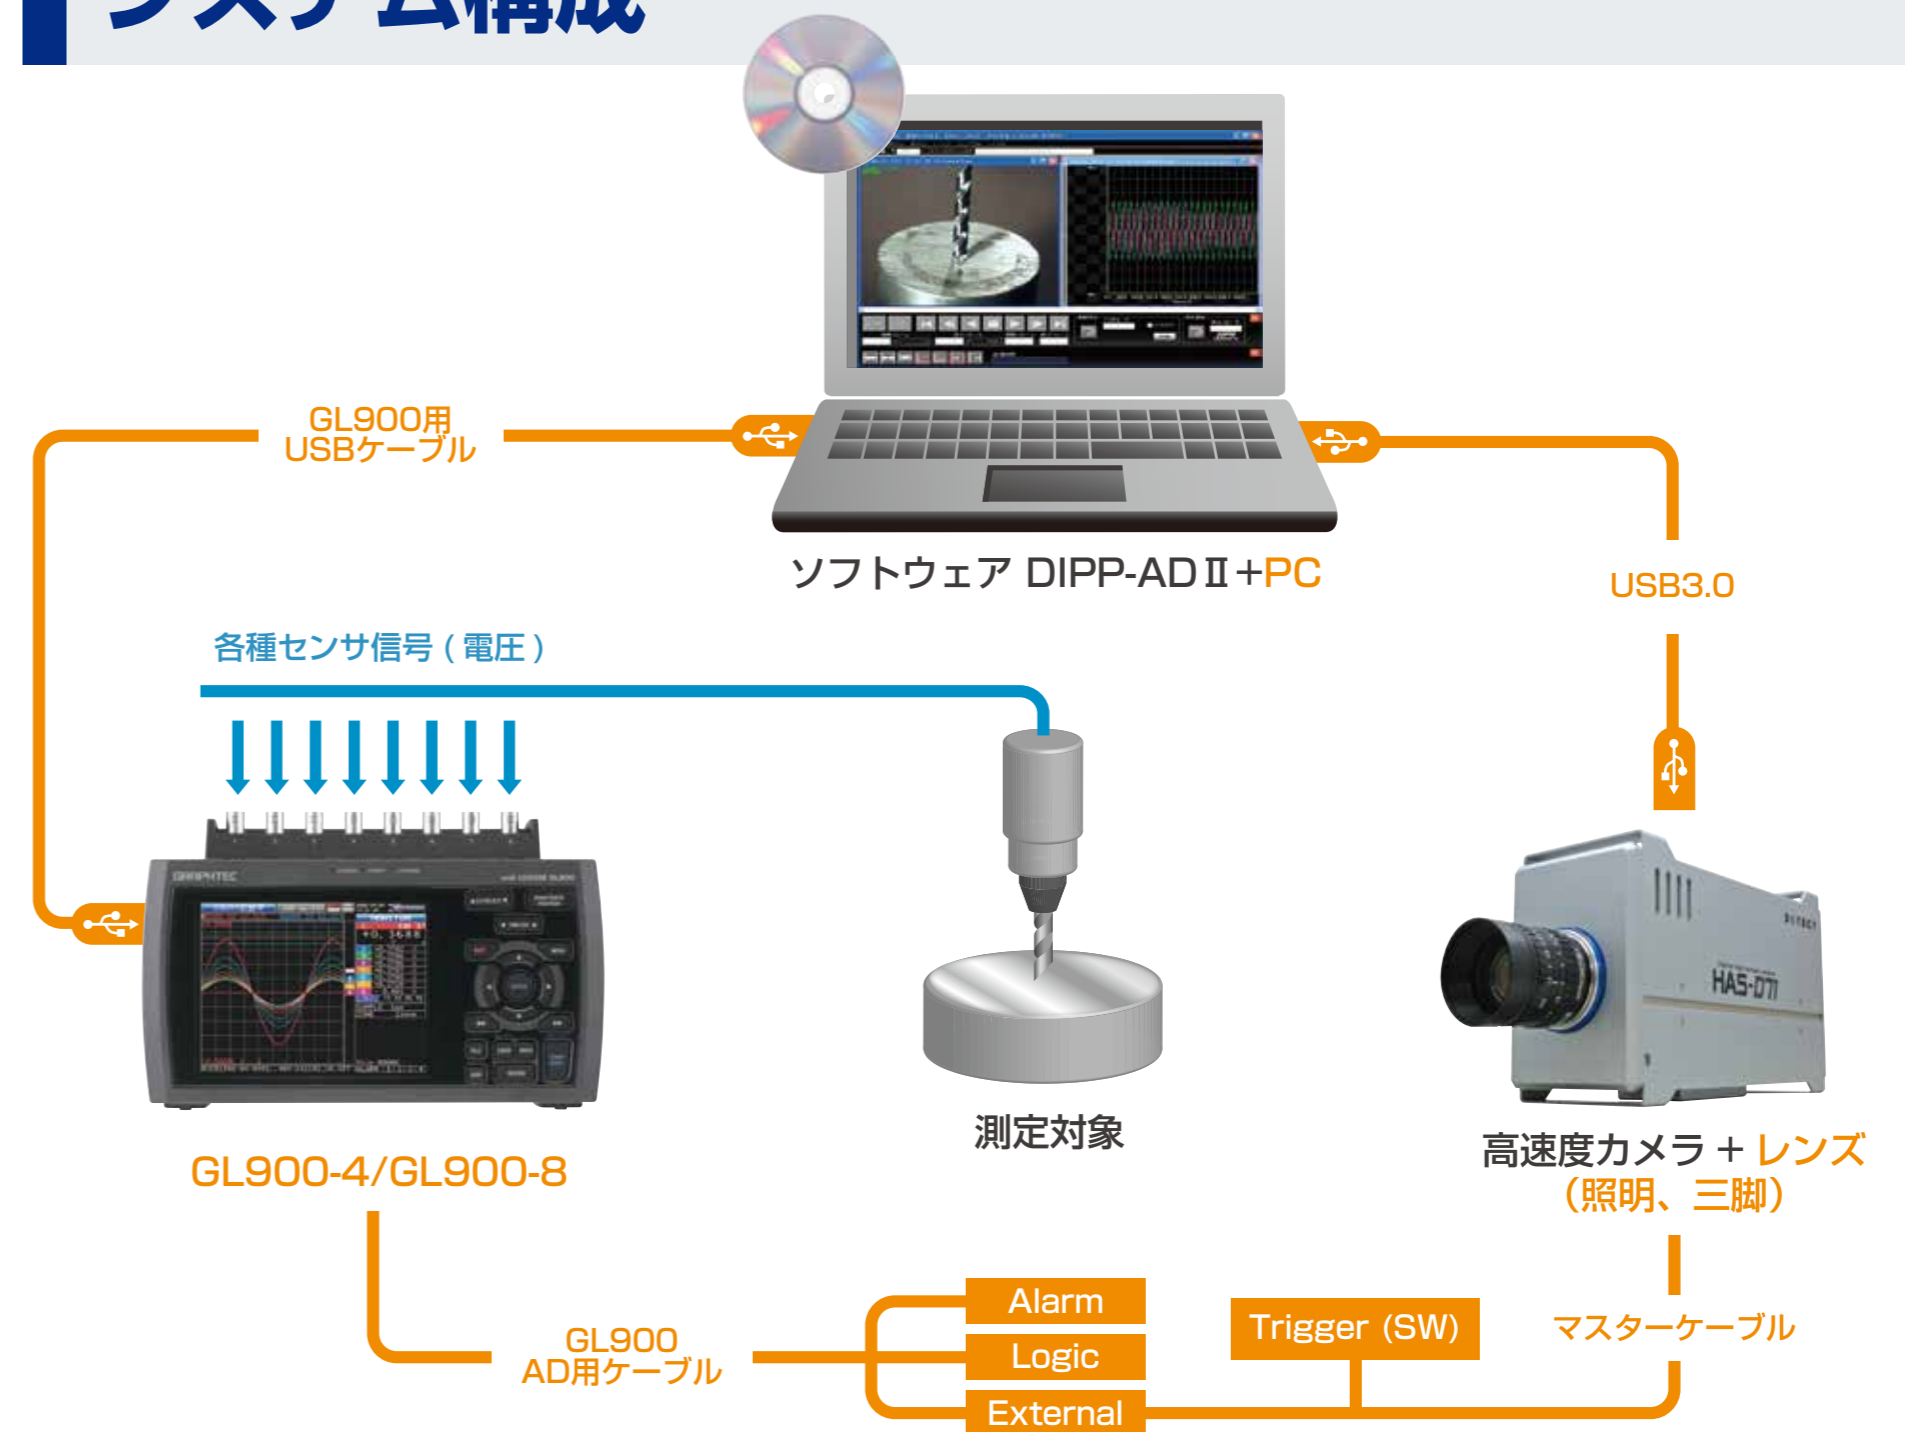 システム構成
GL900用
USBケーブル
ソフトウェア DIPP-ADⅡ+PC
USB3.0
各種センサ信号 ( 電圧 )
GRAPHTEC
MONITOR
DITECT
HAS-D71
測定対象
GL900-4/GL900-8
高速度カメラ + レンズ
(照明、三脚)
GL900
AD用ケーブル
Alarm
Logic
External
Trigger (SW)
マスターケーブル